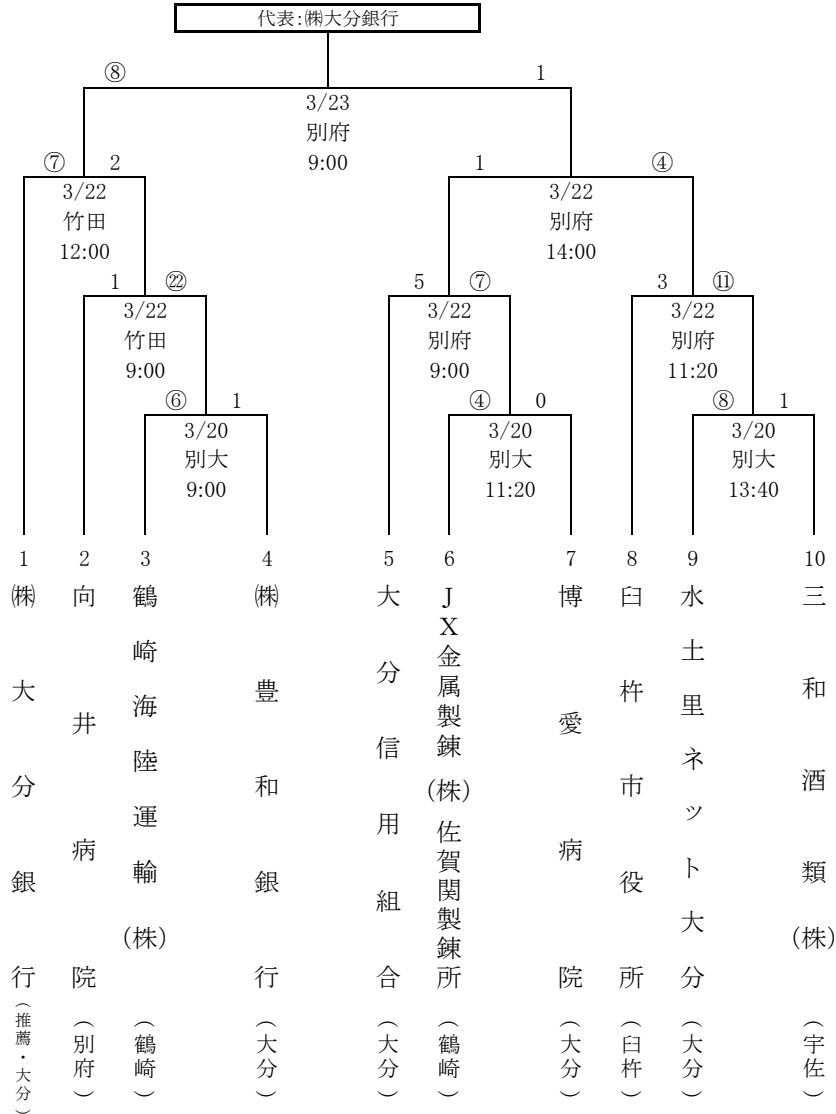 代表:㈱大分銀行
⑧ 1
3/23
別府
9:00
⑦ 2
3/22
竹田
12:00
1 ④
3/22
別府
14:00
1 ㉒
3/22
竹田
9:00
5 ⑦
3/22
別府
9:00
3 ⑪
3/22
別府
11:20
⑥ 1
3/20
別大
9:00
④ 0
3/20
別大
11:20
⑧ 1
3/20
別大
13:40
1
㈱大分銀行(推薦・大分)
2
向井病院(別府)
3
鶴崎海陸運輸(株)(鶴崎)
4
㈱豊和銀行(大分)
5
大分信用組合(大分)
6
JX金属製錬(株)佐賀関製錬所(鶴崎)
7
博愛病院(大分)
8
臼杵市役所(臼杵)
9
水土里ネット大分(大分)
10
三和酒類(株)(宇佐)